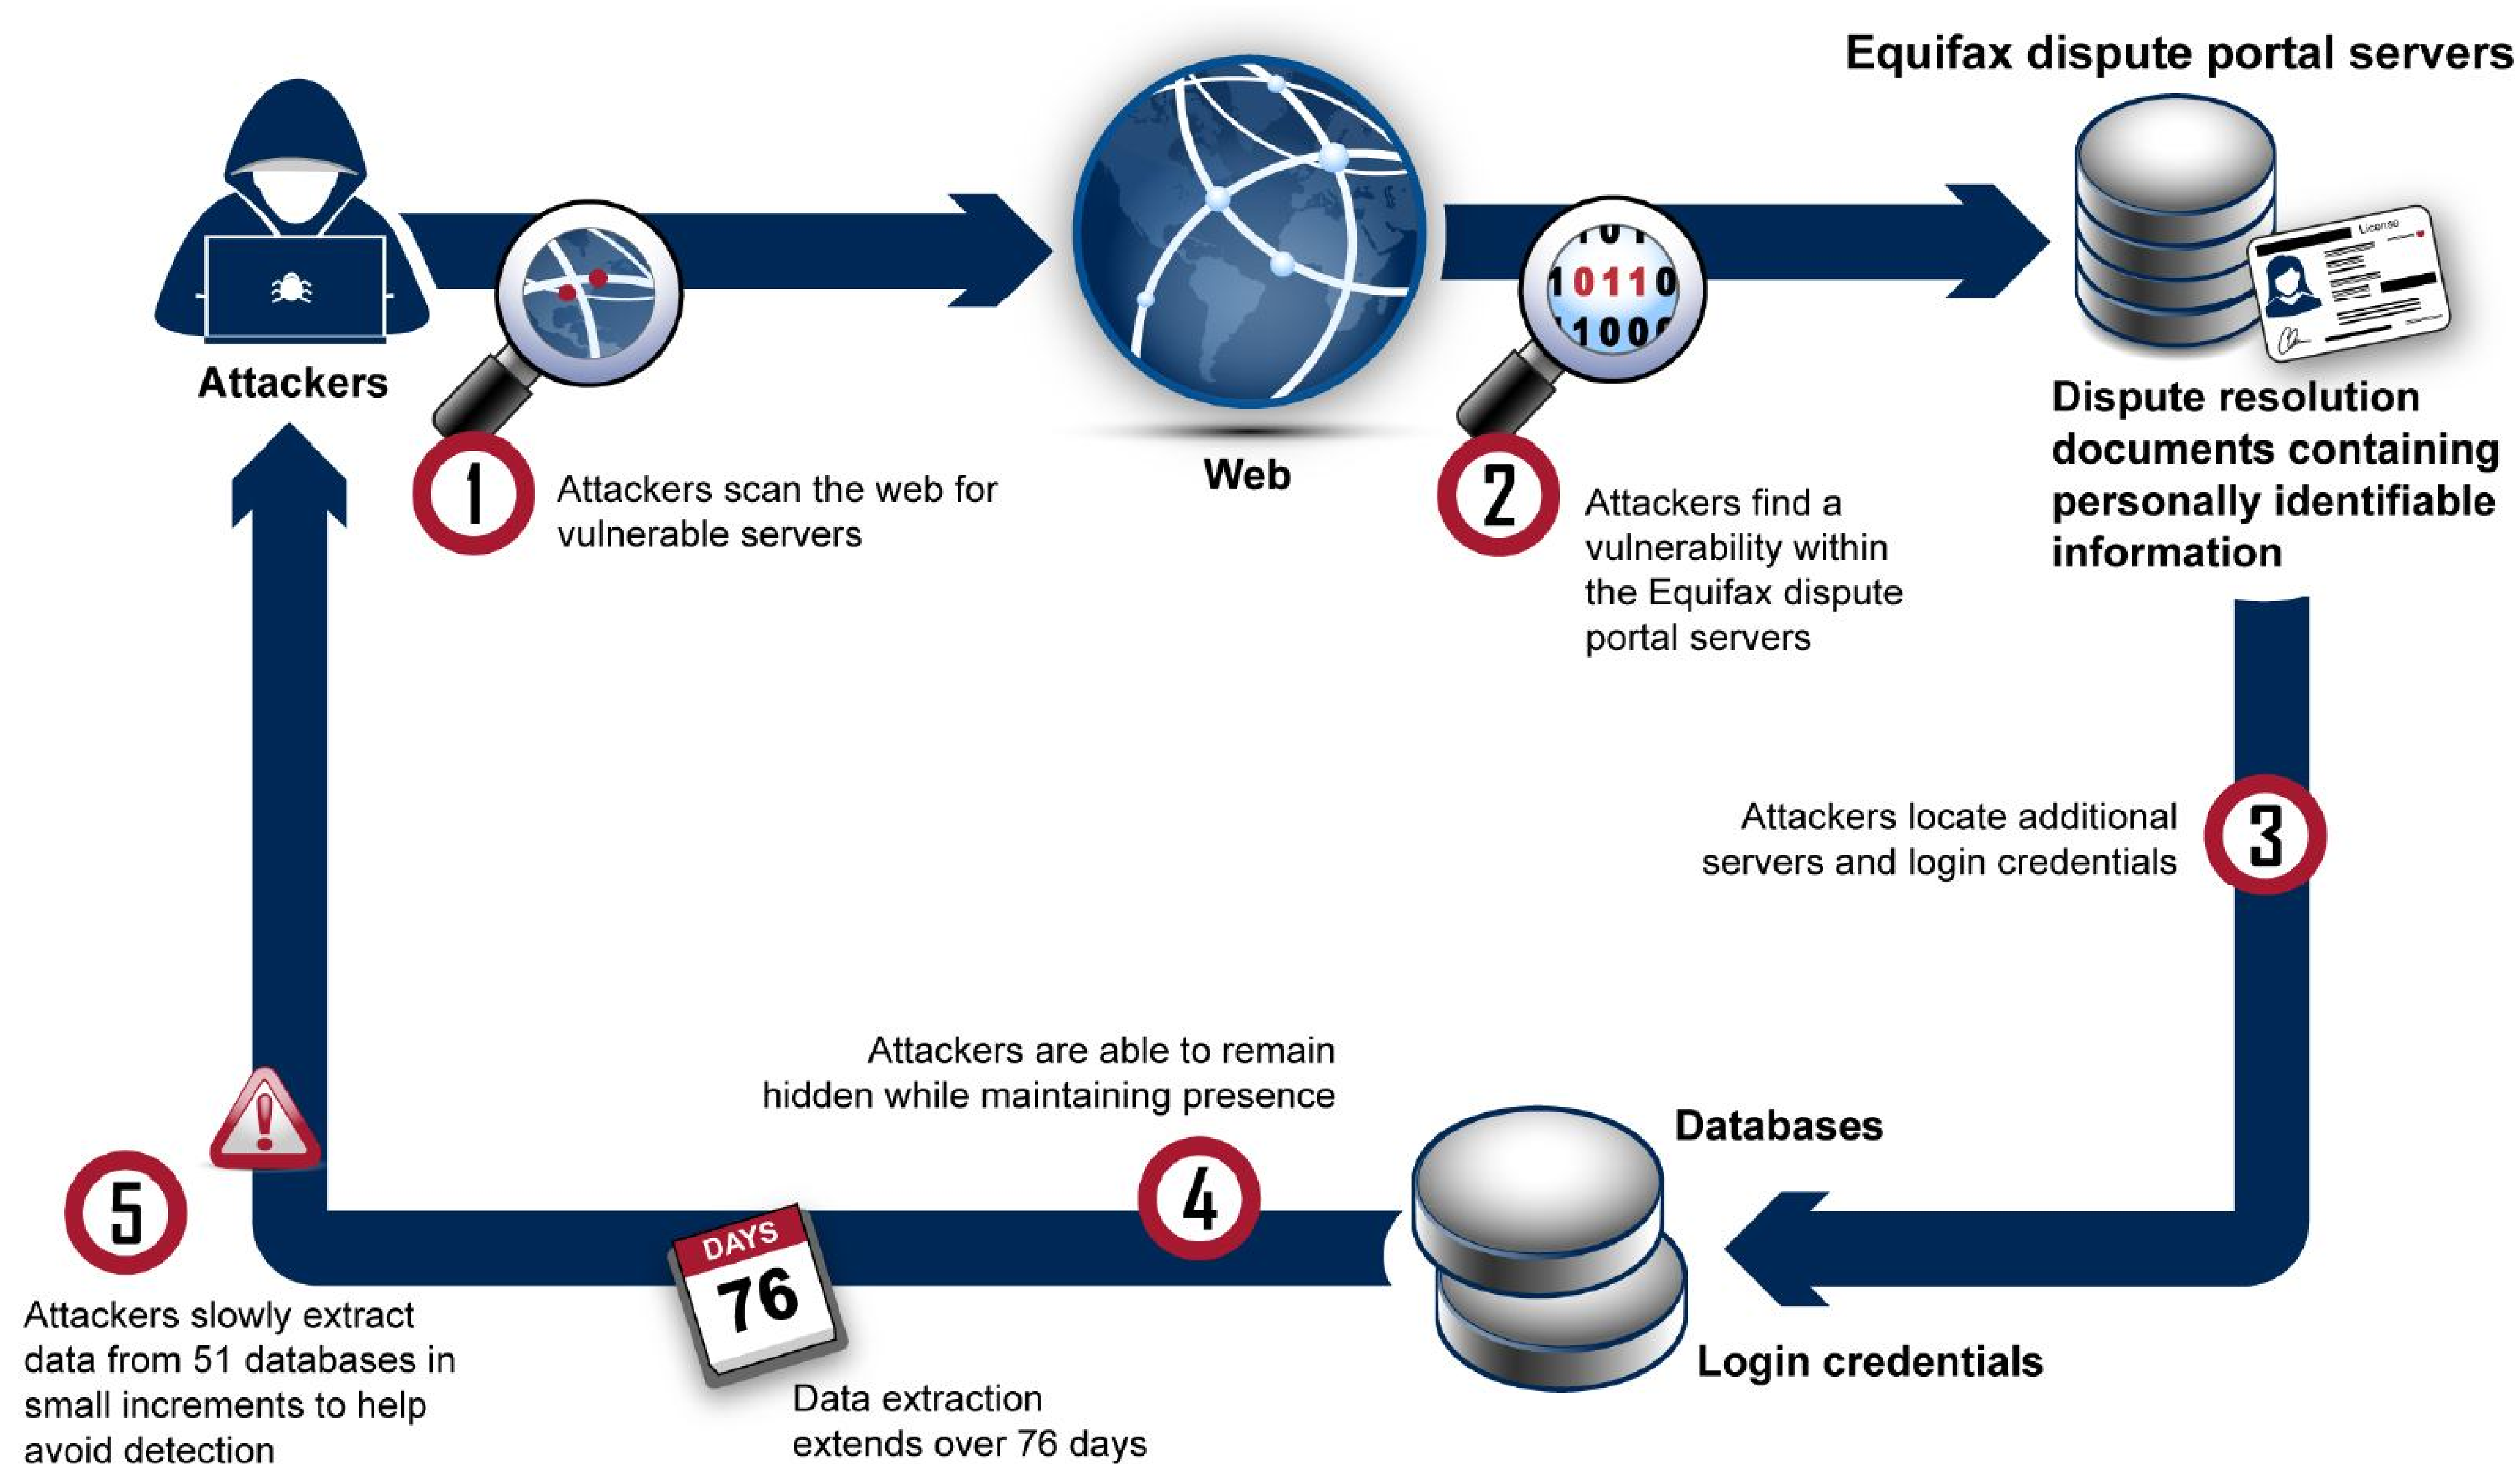 Equifax dispute portal servers
Attackers
1
Attackers scan the web for
vulnerable servers
Web
101
10110
11000
2
Attackers find a
vulnerability within
the Equifax dispute
portal servers
License
Dispute resolution
documents containing
personally identifiable
information
3
Attackers locate additional
servers and login credentials
Databases
Login credentials
4
Attackers are able to remain
hidden while maintaining presence
DAYS
76
Data extraction
extends over 76 days
5
Attackers slowly extract
data from 51 databases in
small increments to help
avoid detection